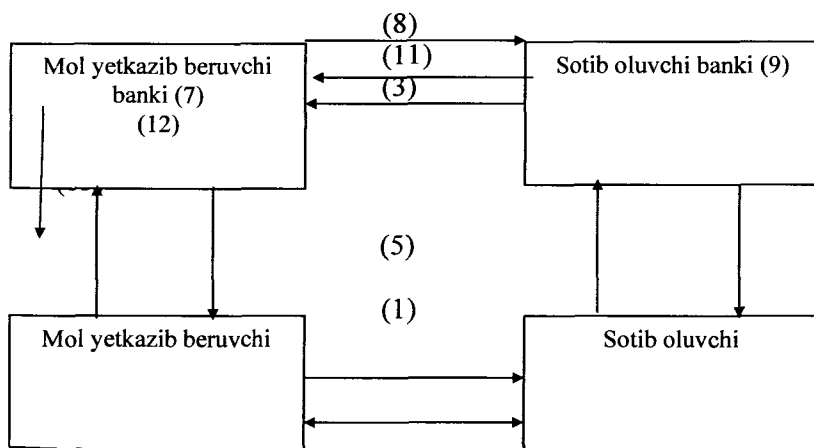 (8)
(11)
(3)
Mol yetkazib beruvchi
banki (7)
(12)
Sotib oluvchi banki (9)
(5)
(1)
Mol yetkazib beruvchi
Sotib oluvchi